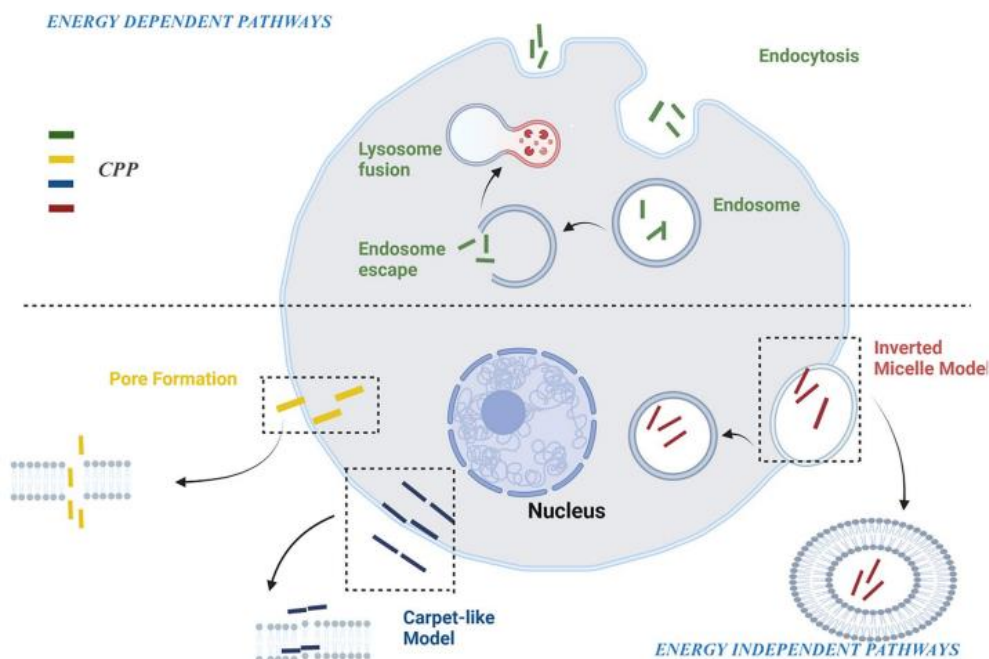 ENERGY DEPENDENT PATHWAYS
Endocytosis
CPP
Lysosome
fusion
Endosome
Endosome
escape
Inverted
Micelle Model
Pore Formation
Nucleus
Carpet-like
Model
ENERGY INDEPENDENT PATHWAYS